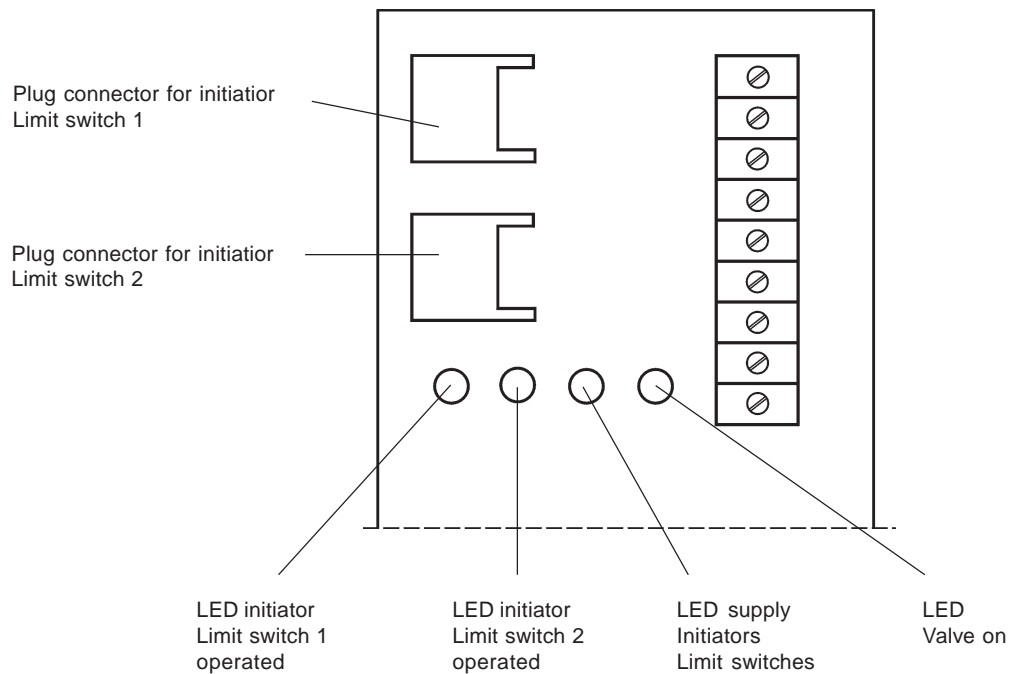 Plug connector for initiatior
Limit switch 1
Plug connector for initiatior
Limit switch 2
LED initiator
Limit switch 1
operated
LED initiator
Limit switch 2
operated
LED supply
Initiators
Limit switches
LED
Valve on